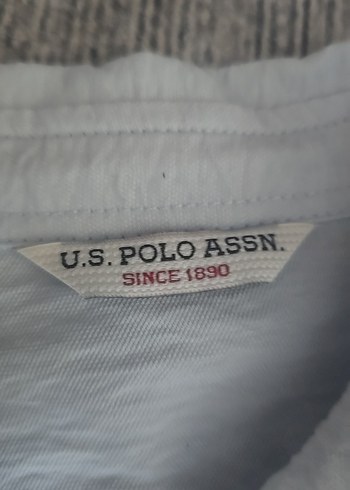 U.S. POLO ASSN.
SINCE 1890